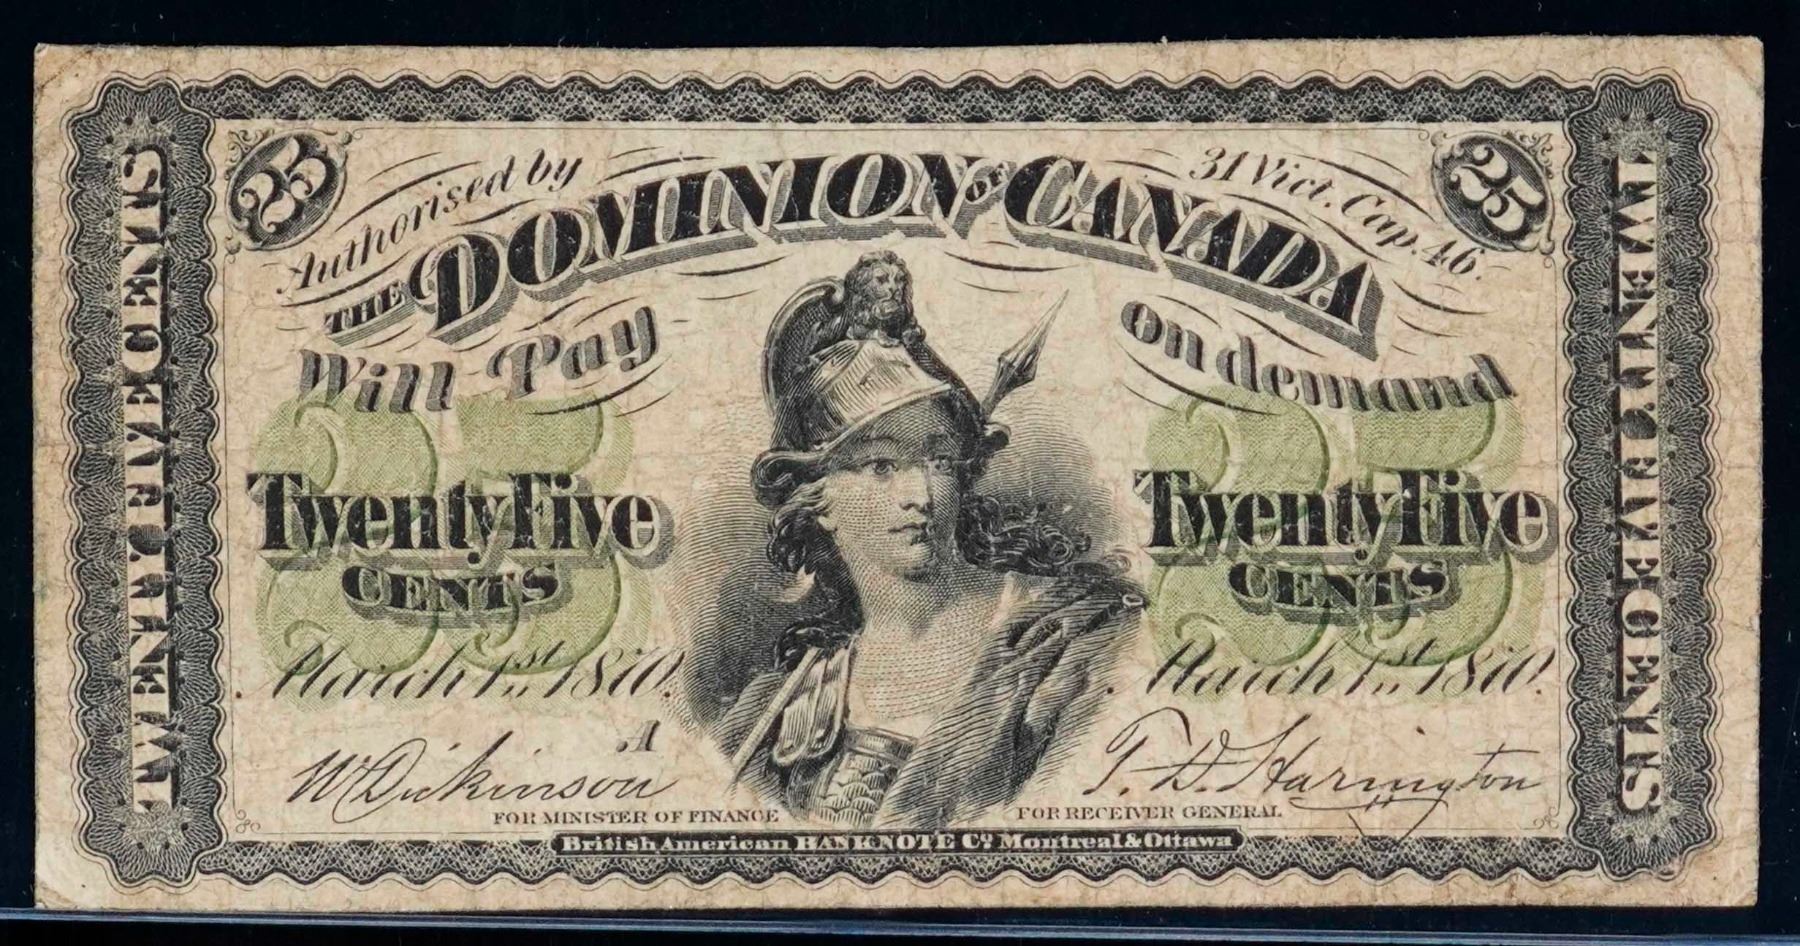 25 Authorised by 31 Vict. Cap. 46. 25
THE DOMINION OF CANADA
Will Pay on demand
25 25
Twenty Five Twenty Five
CENTS CENTS
March 1st 1870. March 1st 1870.
A
W Dickinson T. D. Harington
FOR MINISTER OF FINANCE FOR RECEIVER GENERAL
British American BANK NOTE Co. Montreal & Ottawa
TWENTY FIVE CENTS
TWENTY FIVE CENTS